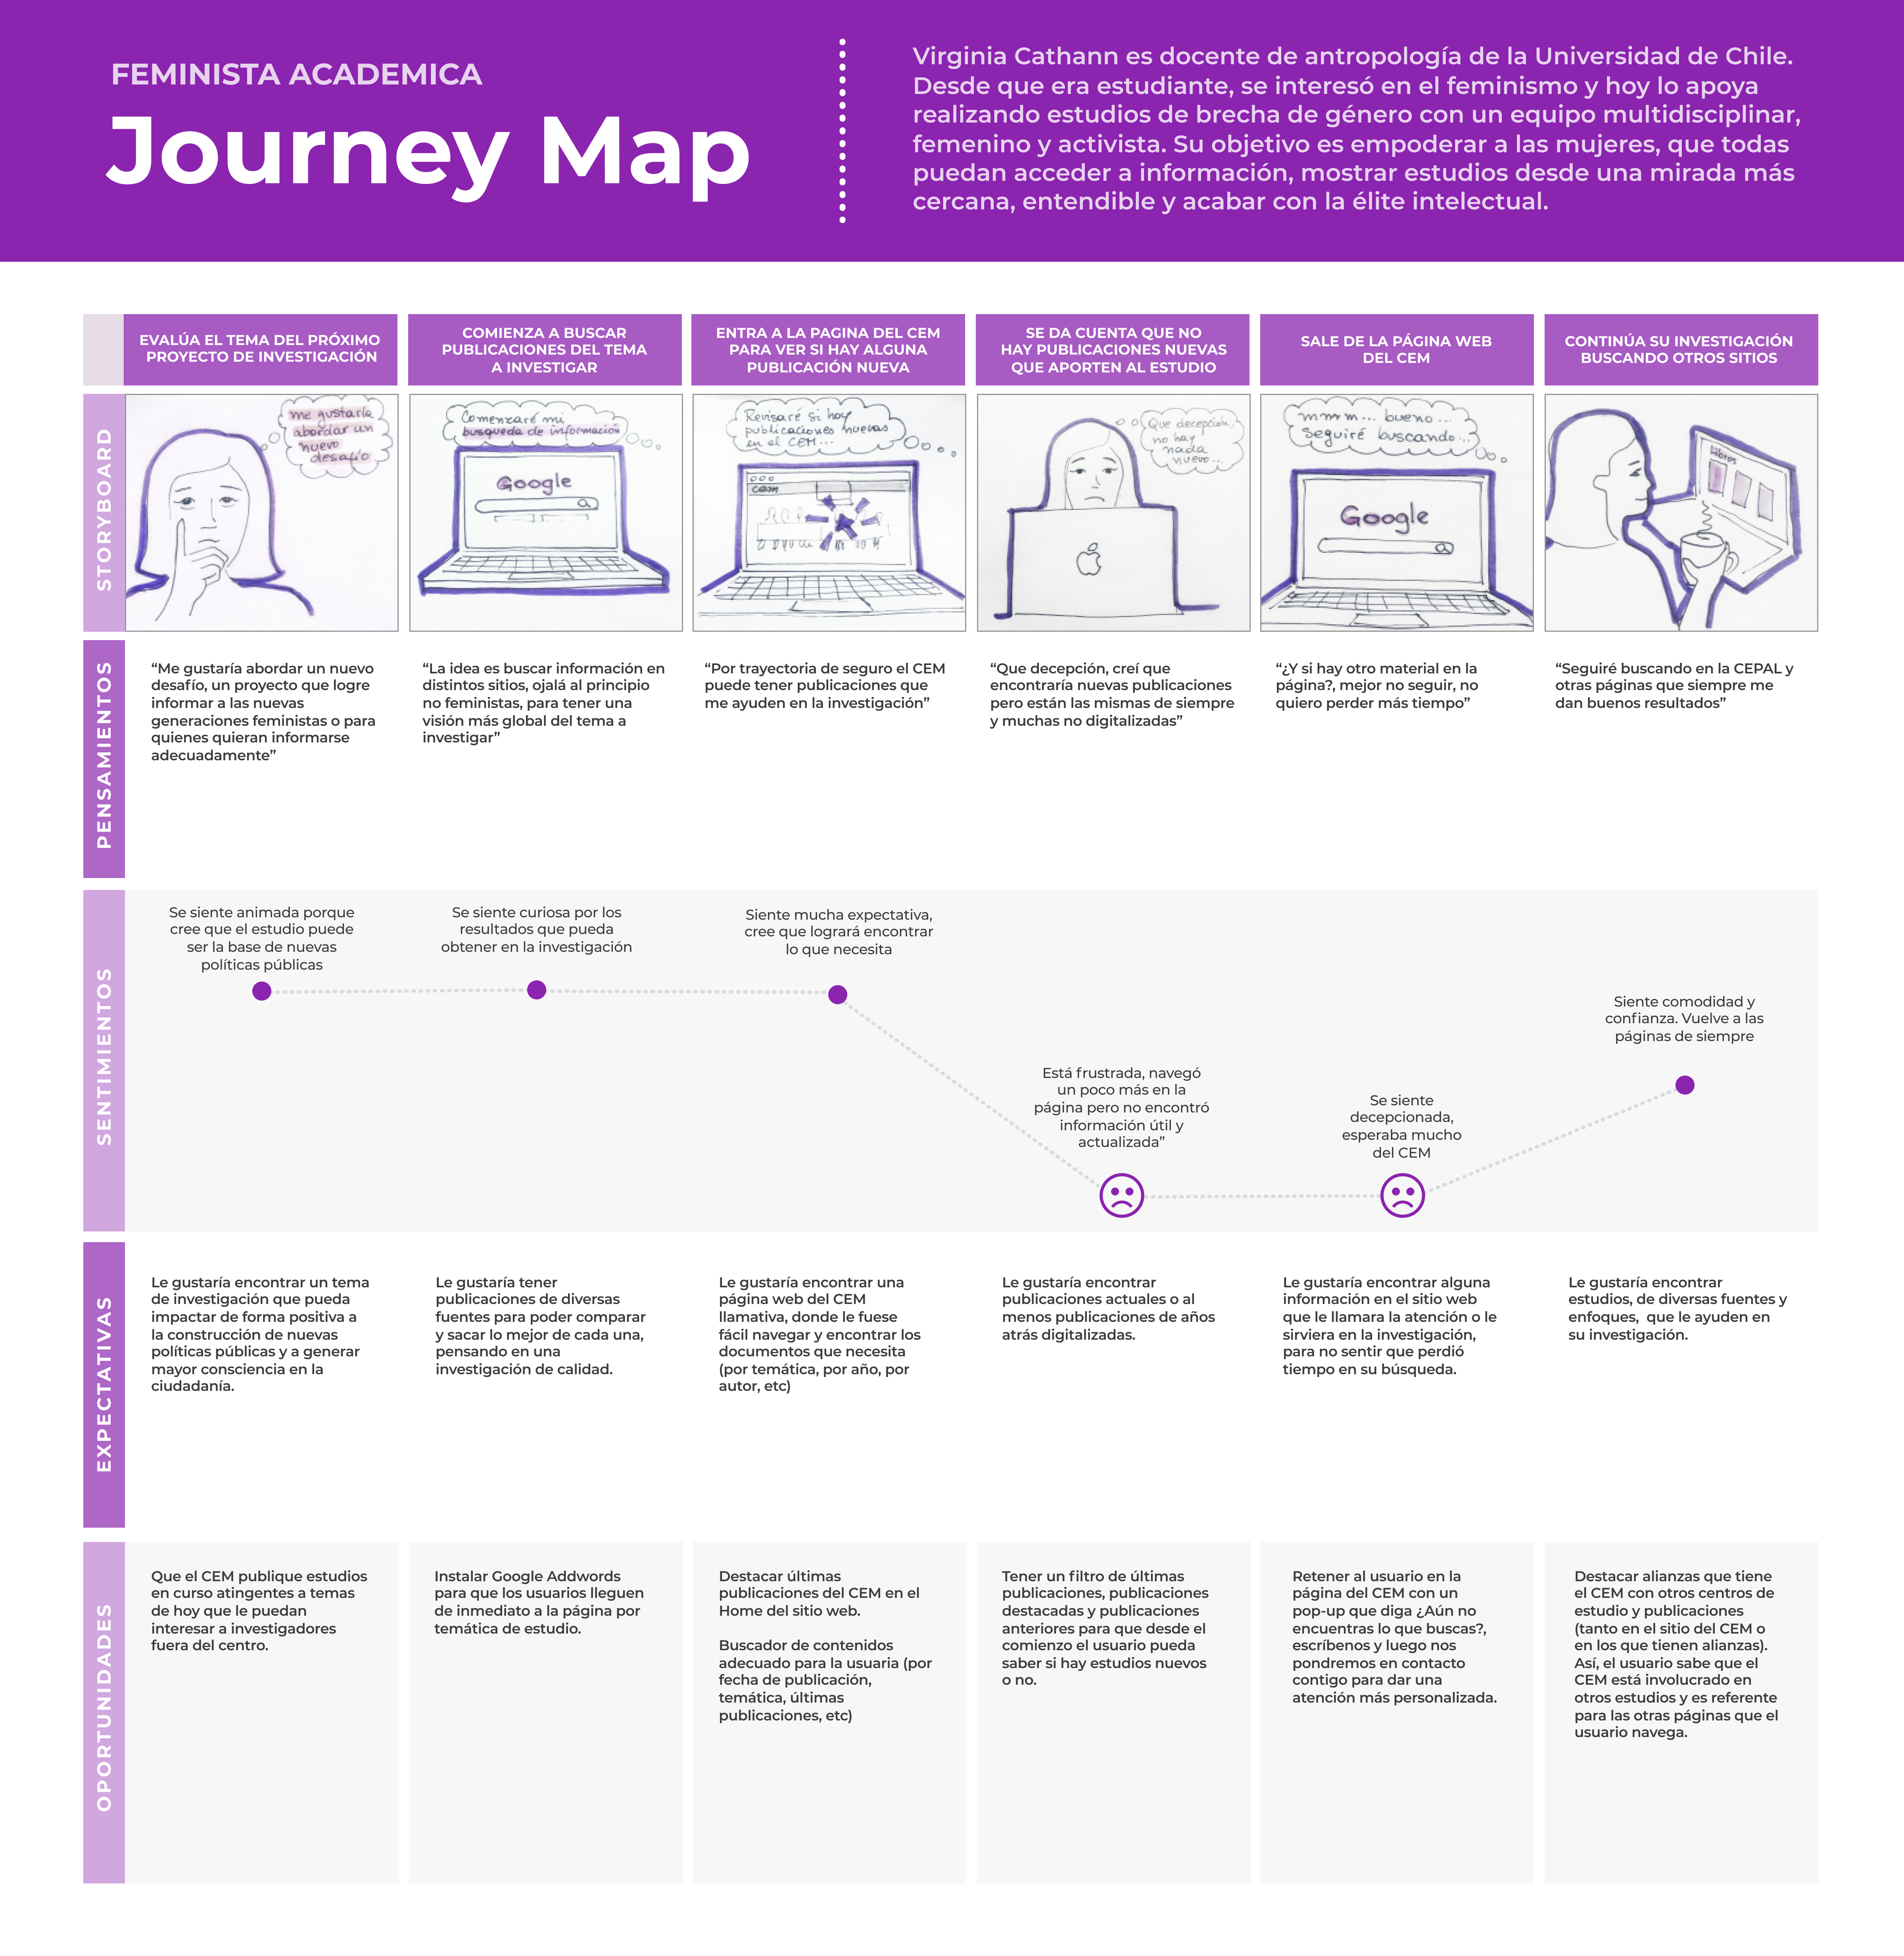 FEMINISTA ACADEMICA
Journey Map
Virginia Cathann es docente de antropología de la Universidad de Chile.
Desde que era estudiante, se interesó en el feminismo y hoy lo apoya
realizando estudios de brecha de género con un equipo multidisciplinar,
femenino y activista. Su objetivo es empoderar a las mujeres, que todas
puedan acceder a información, mostrar estudios desde una mirada más
cercana, entendible y acabar con la élite intelectual.
EVALÚA EL TEMA DEL PRÓXIMO
PROYECTO DE INVESTIGACIÓN
COMIENZA A BUSCAR
PUBLICACIONES DEL TEMA
A INVESTIGAR
ENTRA A LA PAGINA DEL CEM
PARA VER SI HAY ALGUNA
PUBLICACIÓN NUEVA
SE DA CUENTA QUE NO
HAY PUBLICACIONES NUEVAS
QUE APORTEN AL ESTUDIO
SALE DE LA PÁGINA WEB
DEL CEM
CONTINÚA SU INVESTIGACIÓN
BUSCANDO OTROS SITIOS
STORYBOARD
me gustaría
abordar un
nuevo
desafío
Comenzaré mi
busqueda de información
Google
Revisaré si hay
publicaciones nuevas
en el CEM...
cem
Que decepción,
no hay
nada
nuevo...
mmm... bueno...
Seguiré buscando...
Google
Libros
PENSAMIENTOS
“Me gustaría abordar un nuevo
desafío, un proyecto que logre
informar a las nuevas
generaciones feministas o para
quienes quieran informarse
adecuadamente”
“La idea es buscar información en
distintos sitios, ojalá al principio
no feministas, para tener una
visión más global del tema a
investigar”
“Por trayectoria de seguro el CEM
puede tener publicaciones que
me ayuden en la investigación”
“Que decepción, creí que
encontraría nuevas publicaciones
pero están las mismas de siempre
y muchas no digitalizadas”
“¿Y si hay otro material en la
página?, mejor no seguir, no
quiero perder más tiempo”
“Seguiré buscando en la CEPAL y
otras páginas que siempre me
dan buenos resultados”
SENTIMIENTOS
Se siente animada porque
cree que el estudio puede
ser la base de nuevas
políticas públicas
Se siente curiosa por los
resultados que pueda
obtener en la investigación
Siente mucha expectativa,
cree que logrará encontrar
lo que necesita
Está frustrada, navegó
un poco más en la
página pero no encontró
información útil y
actualizada”
Se siente
decepcionada,
esperaba mucho
del CEM
Siente comodidad y
confianza. Vuelve a las
páginas de siempre
EXPECTATIVAS
Le gustaría encontrar un tema
de investigación que pueda
impactar de forma positiva a
la construcción de nuevas
políticas públicas y a generar
mayor consciencia en la
ciudadanía.
Le gustaría tener
publicaciones de diversas
fuentes para poder comparar
y sacar lo mejor de cada una,
pensando en una
investigación de calidad.
Le gustaría encontrar una
página web del CEM
llamativa, donde le fuese
fácil navegar y encontrar los
documentos que necesita
(por temática, por año, por
autor, etc)
Le gustaría encontrar
publicaciones actuales o al
menos publicaciones de años
atrás digitalizadas.
Le gustaría encontrar alguna
información en el sitio web
que le llamara la atención o le
sirviera en la investigación,
para no sentir que perdió
tiempo en su búsqueda.
Le gustaría encontrar
estudios, de diversas fuentes y
enfoques,  que le ayuden en
su investigación.
OPORTUNIDADES
Que el CEM publique estudios
en curso atingentes a temas
de hoy que le puedan
interesar a investigadores
fuera del centro.
Instalar Google Addwords
para que los usuarios lleguen
de inmediato a la página por
temática de estudio.
Destacar últimas
publicaciones del CEM en el
Home del sitio web.
Buscador de contenidos
adecuado para la usuaria (por
fecha de publicación,
temática, últimas
publicaciones, etc)
Tener un filtro de últimas
publicaciones, publicaciones
destacadas y publicaciones
anteriores para que desde el
comienzo el usuario pueda
saber si hay estudios nuevos
o no.
Retener al usuario en la
página del CEM con un
pop-up que diga ¿Aún no
encuentras lo que buscas?,
escríbenos y luego nos
pondremos en contacto
contigo para dar una
atención más personalizada.
Destacar alianzas que tiene
el CEM con otros centros de
estudio y publicaciones
(tanto en el sitio del CEM o
en los que tienen alianzas).
Así, el usuario sabe que el
CEM está involucrado en
otros estudios y es referente
para las otras páginas que el
usuario navega.